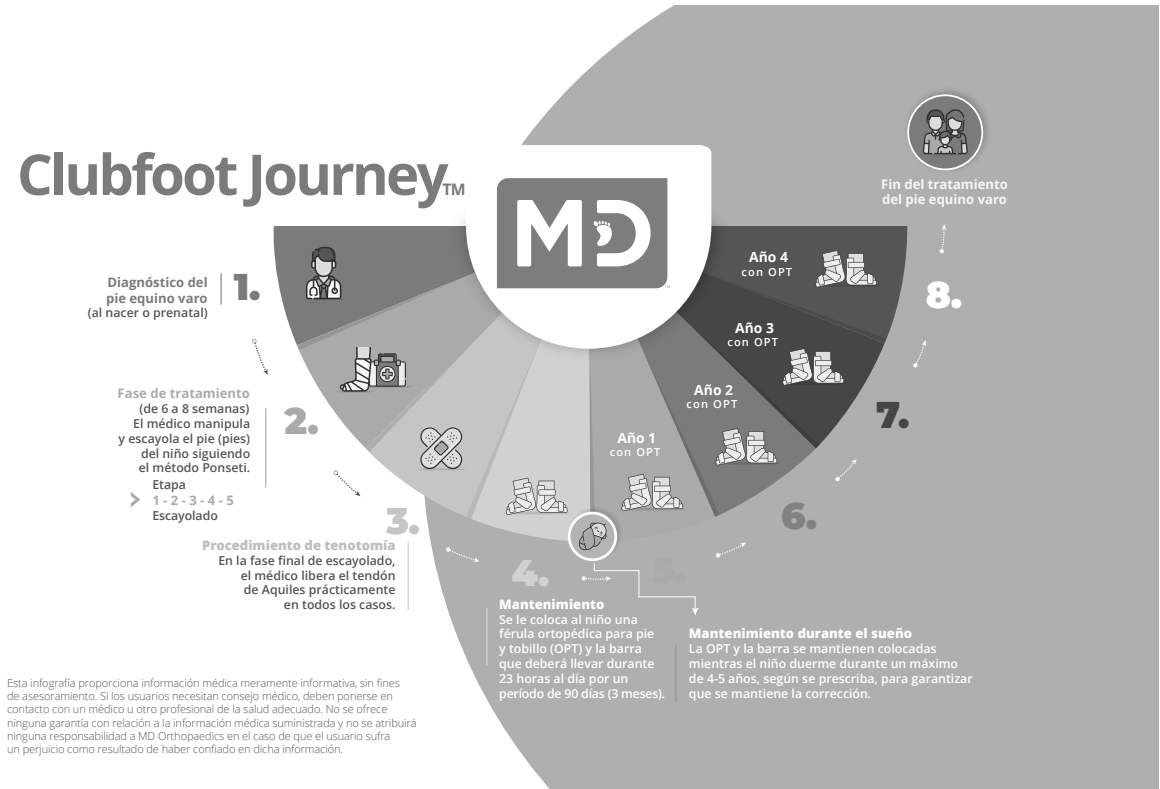 Clubfoot Journey™
MD
™
Fin del tratamiento
del pie equino varo
Diagnóstico del
pie equino varo
(al nacer o prenatal)
1.
Fase de tratamiento
(de 6 a 8 semanas)
El médico manipula
y escayola el pie (pies)
del niño siguiendo
el método Ponseti.
Etapa
> 1 - 2 - 3 - 4 - 5
Escayolado
2.
3.
Procedimiento de tenotomía
En la fase final de escayolado,
el médico libera el tendón
de Aquiles prácticamente
en todos los casos.
4.
Mantenimiento
Se le coloca al niño una
férula ortopédica para pie
y tobillo (OPT) y la barra
que deberá llevar durante
23 horas al día por un
período de 90 días (3 meses).
5.
Mantenimiento durante el sueño
La OPT y la barra se mantienen colocadas
mientras el niño duerme durante un máximo
de 4-5 años, según se prescriba, para garantizar
que se mantiene la corrección.
Año 1
con OPT
6.
Año 2
con OPT
7.
Año 3
con OPT
8.
Año 4
con OPT
Esta infografía proporciona información médica meramente informativa, sin fines
de asesoramiento. Si los usuarios necesitan consejo médico, deben ponerse en
contacto con un médico u otro profesional de la salud adecuado. No se ofrece
ninguna garantía con relación a la información médica suministrada y no se atribuirá
ninguna responsabilidad a MD Orthopaedics en el caso de que el usuario sufra
un perjuicio como resultado de haber confiado en dicha información.